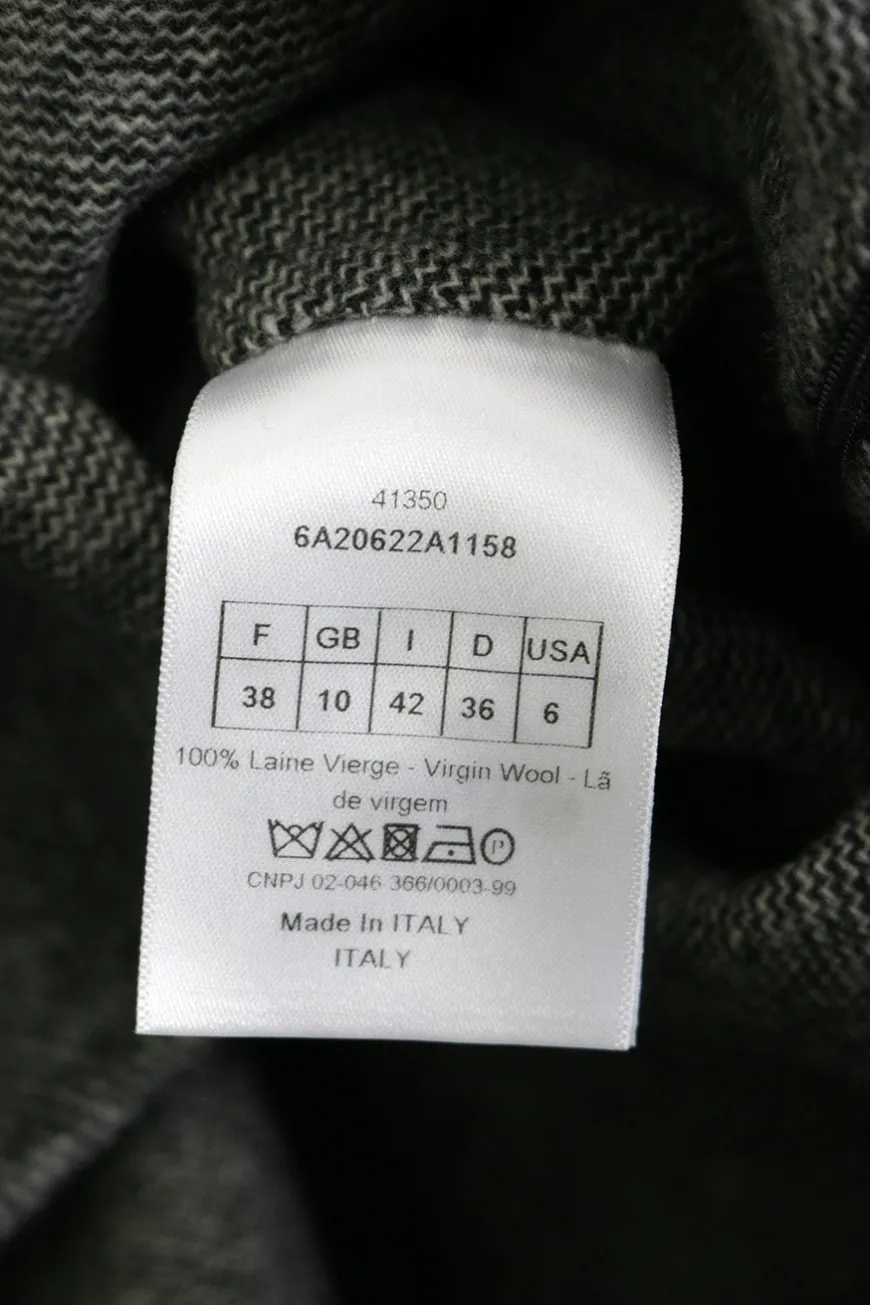 41350
6A20622A1158
F GB I D USA
38 10 42 36 6
100% Laine Vierge - Virgin Wool - Lã
de virgem
P
CNPJ 02-046 366/0003-99
Made In ITALY
ITALY